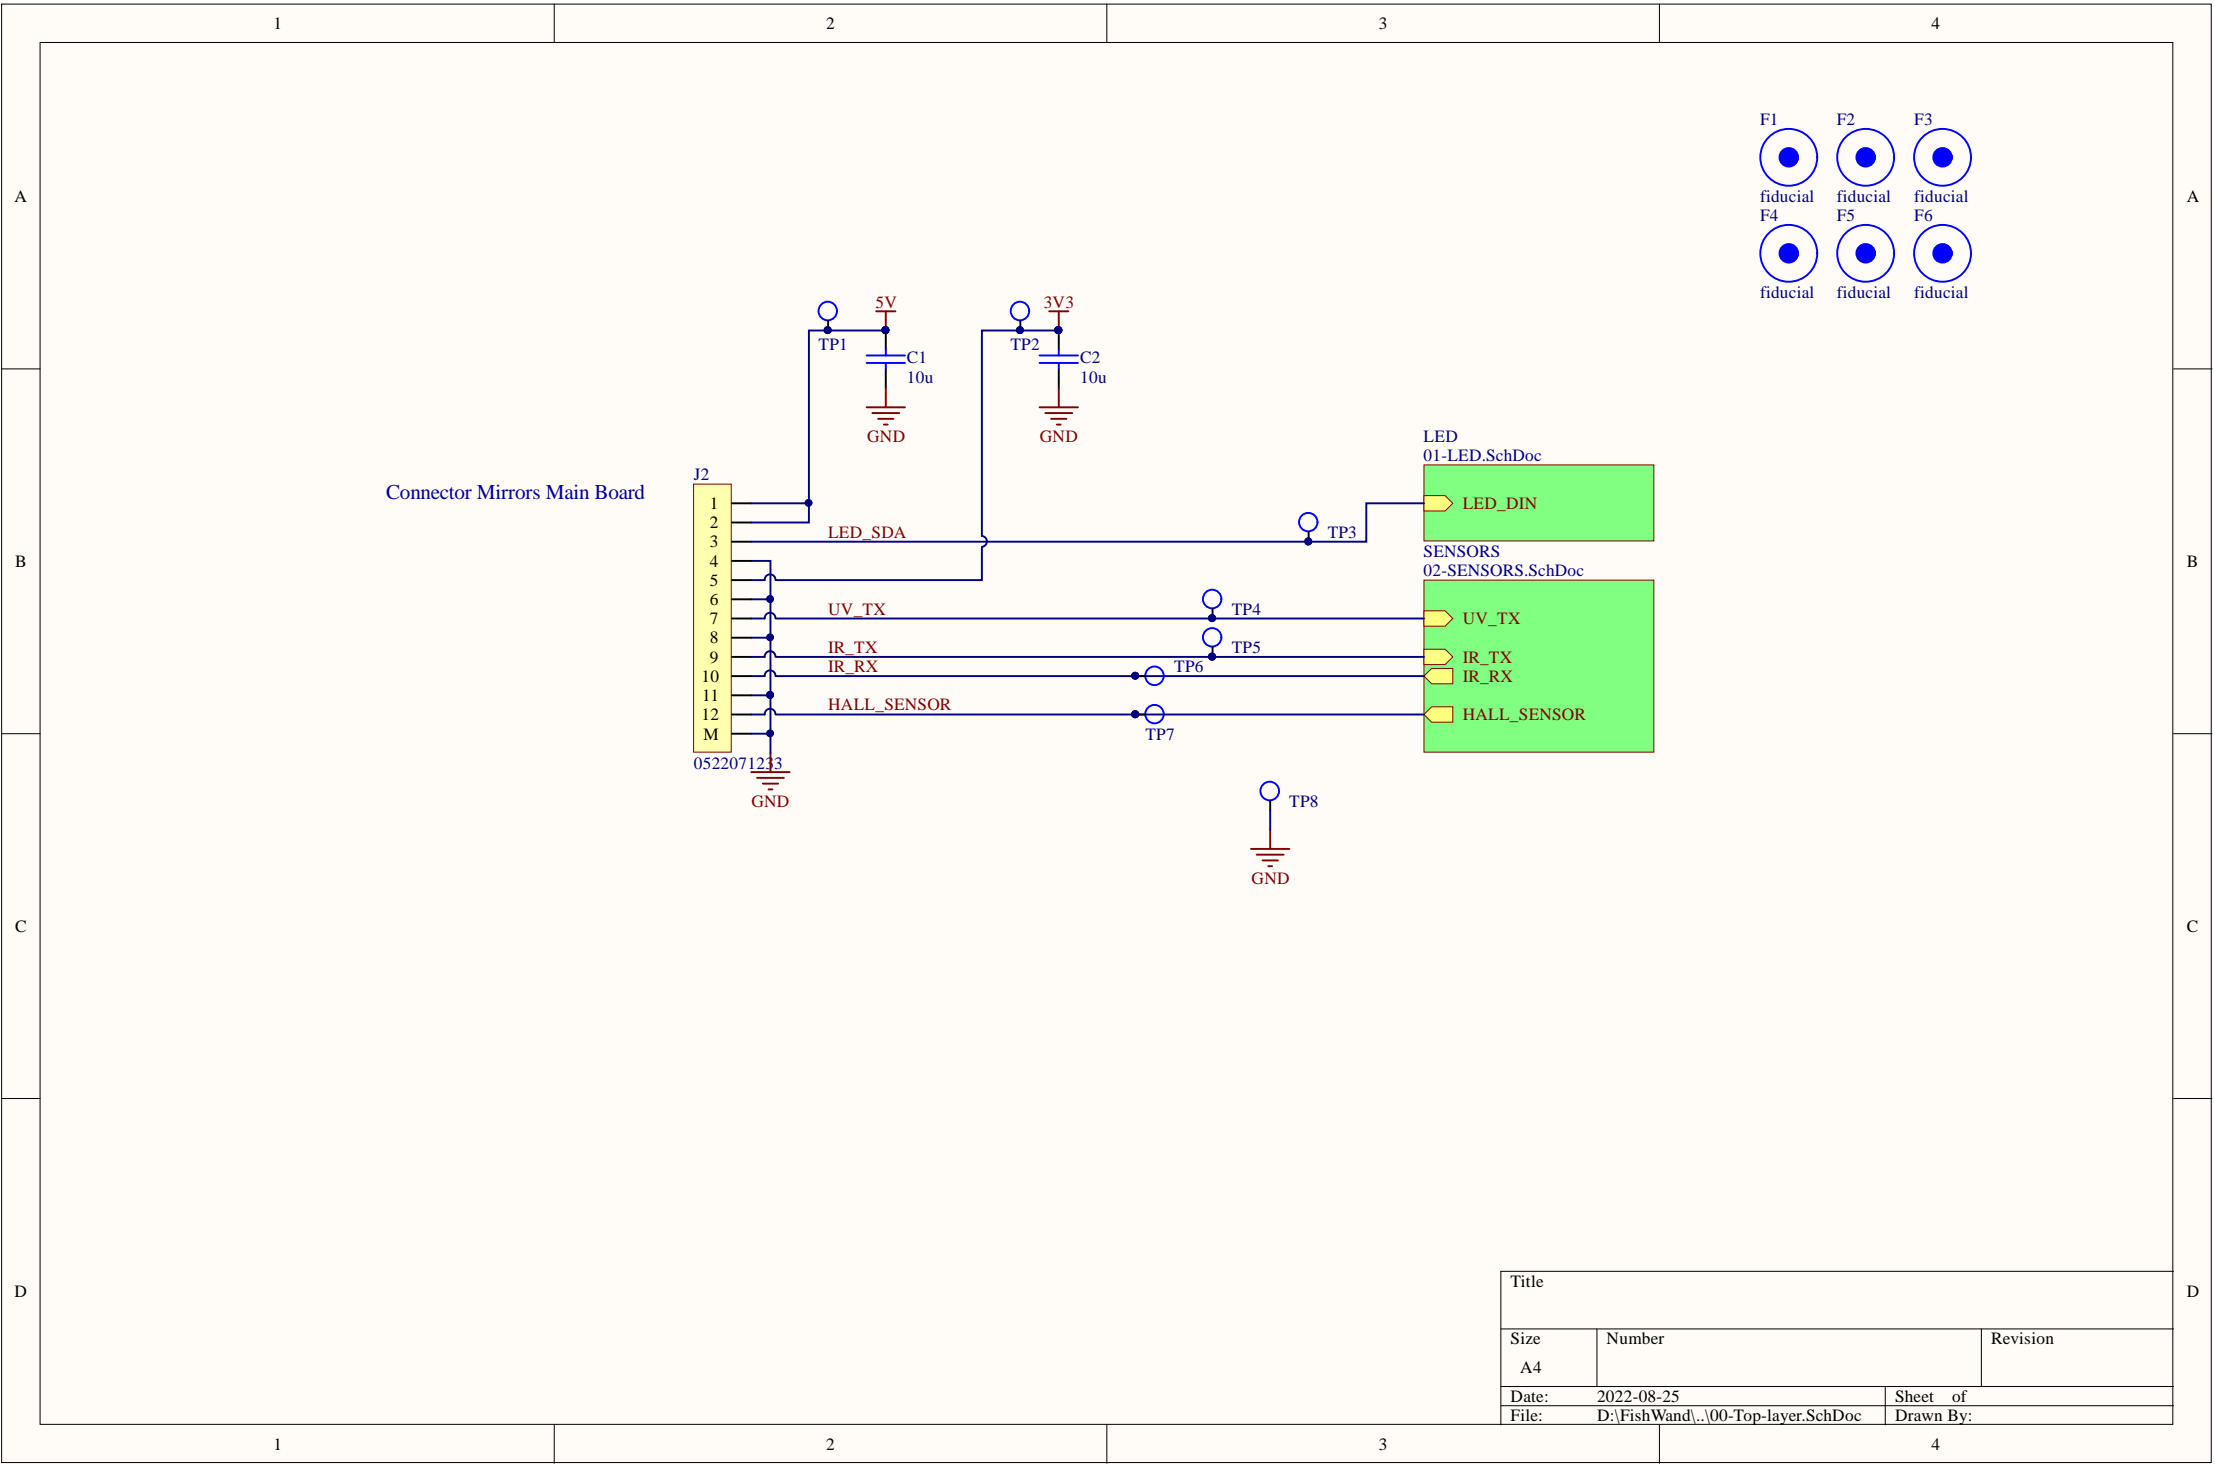 1 2 3 4
F1 F2 F3
fiducial fiducial fiducial
A A
F4 F5 F6
fiducial fiducial fiducial
5V 3V3
TP1 TP2
C1 C2
10u 10u
GND GND
LED
01-LED.SchDoc
J2
Connector Mirrors Main Board
1 LED_DIN
2
LED_SDA TP3
3
SENSORS
B 4 B
02-SENSORS.SchDoc
5
6
UV_TX TP4
7 UV_TX
8
IR_TX TP5
9 IR_TX
IR_RX TP6
10 IR_RX
11
HALL_SENSOR
12 HALL_SENSOR
M TP7
0522071233
GND TP8
GND
C C
Title
D D
Size Number Revision
A4
Date: 2022-08-25 Sheet of
File: D:\FishWand\..\00-Top-layer.SchDoc Drawn By:
1 2 3 4